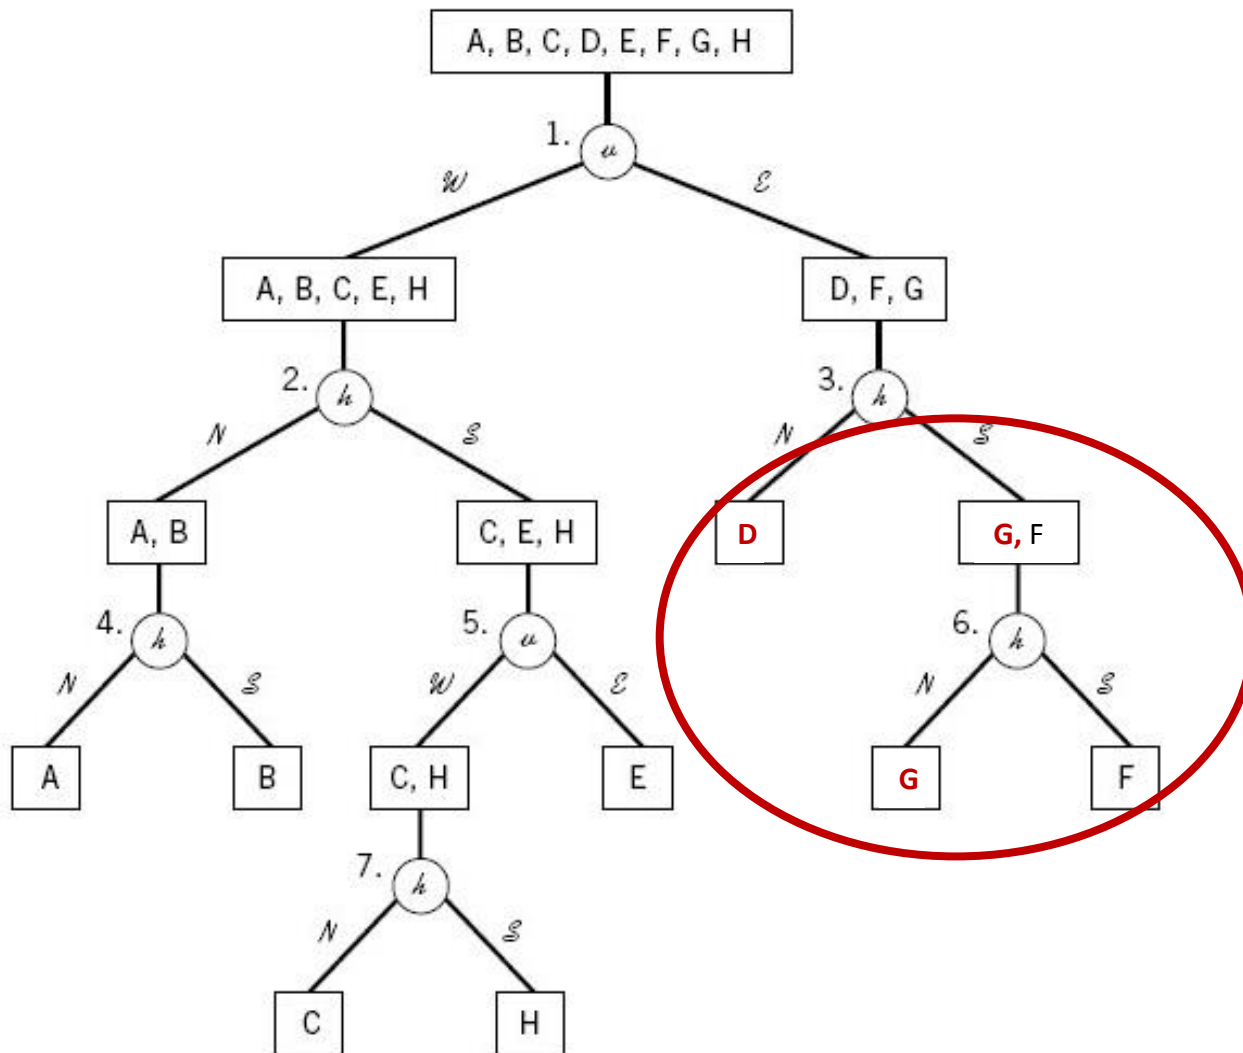 A, B, C, D, E, F, G, H
1. v
W E
A, B, C, E, H D, F, G
2. h 3. h
N S N S
A, B C, E, H D G, F
4. h 5. v 6. h
N S W E N S
A B C, H E G F
7. h
N S
C H